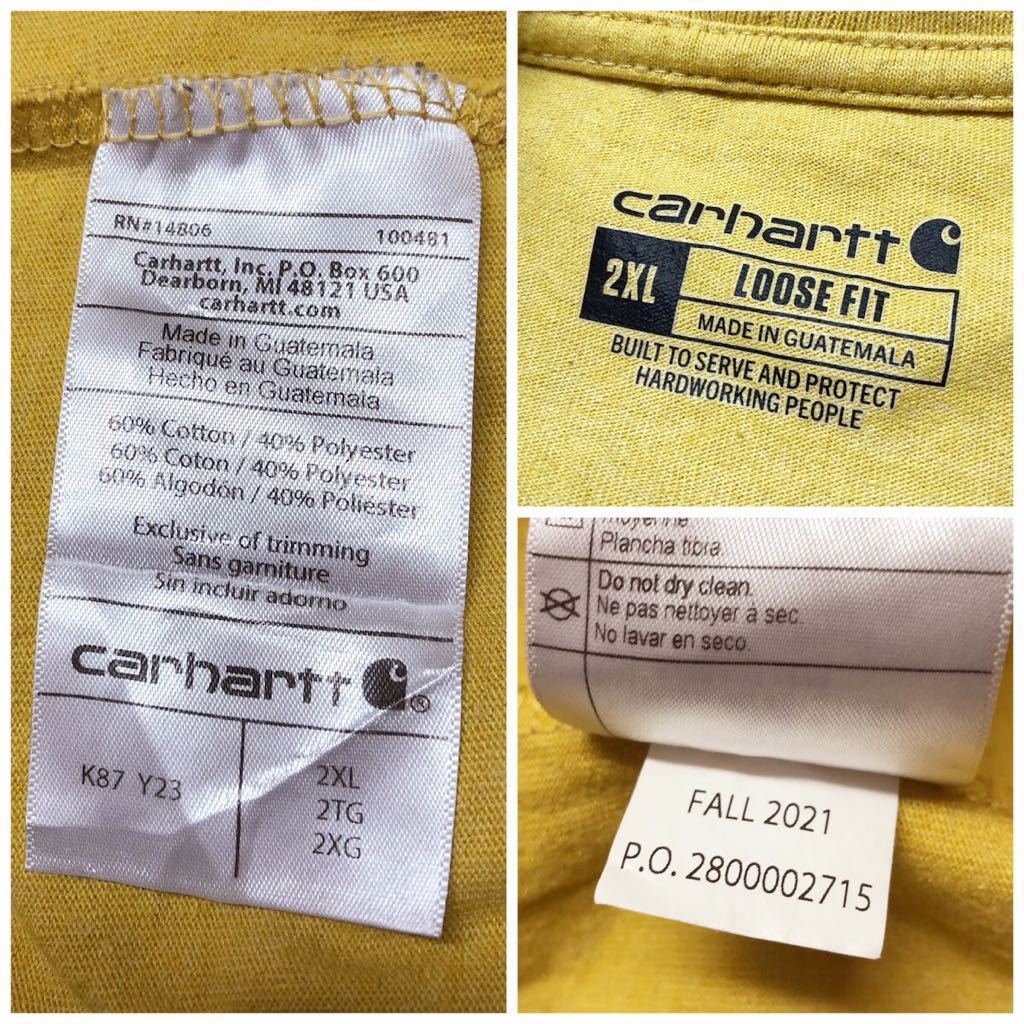 RN#14806 100481
Carhartt, Inc. P.O. Box 600
Dearborn, MI 48121 USA
carhartt.com
Made in Guatemala
Fabriqué au Guatemala
Hecho en Guatemala
60% Cotton / 40% Polyester
60% Coton / 40% Polyester
60% Algodón / 40% Poliéster
Exclusive of trimming
Sans garniture
Sin incluir adorno
carhartt®
K87 Y23
2XL
2TG
2XG
carhartt
2XL
LOOSE FIT
MADE IN GUATEMALA
BUILT TO SERVE AND PROTECT
HARDWORKING PEOPLE
moyenne
Plancha tibia
Do not dry clean.
Ne pas nettoyer à sec.
No lavar en seco.
FALL 2021
P.O. 2800002715